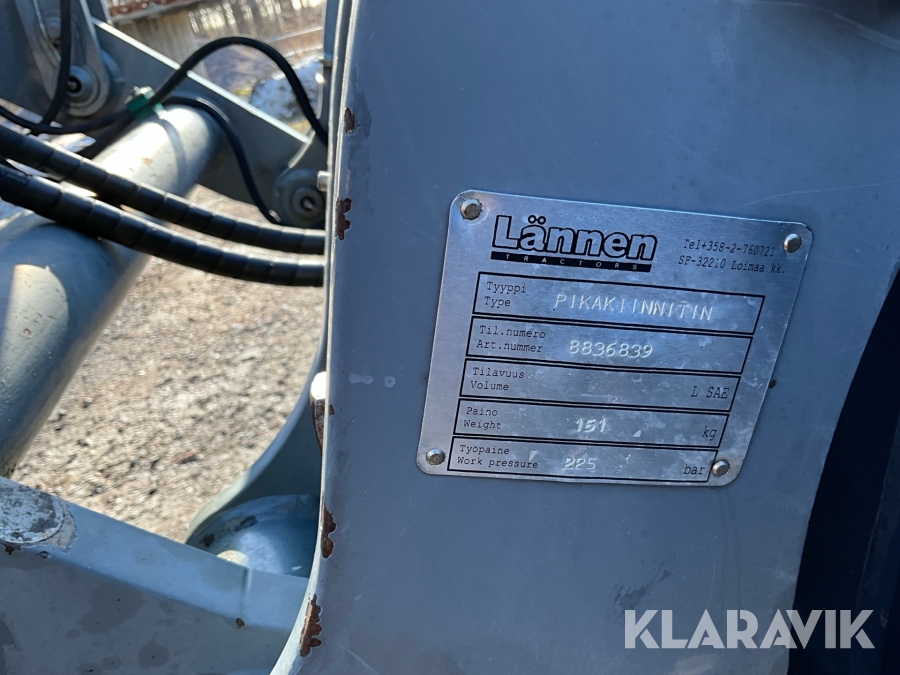 Lännen
TRACTORS
Tel+358-2-760721
SF-32210 Loimaa kk.
Tyyppi
Type PIKAKIINNITIN
Til.numero
Art.nummer 8836839
Tilavuus
Volume L SAE
Paino
Weight 151 kg
Työpaine
Work pressure 225 bar
KLARAVIK